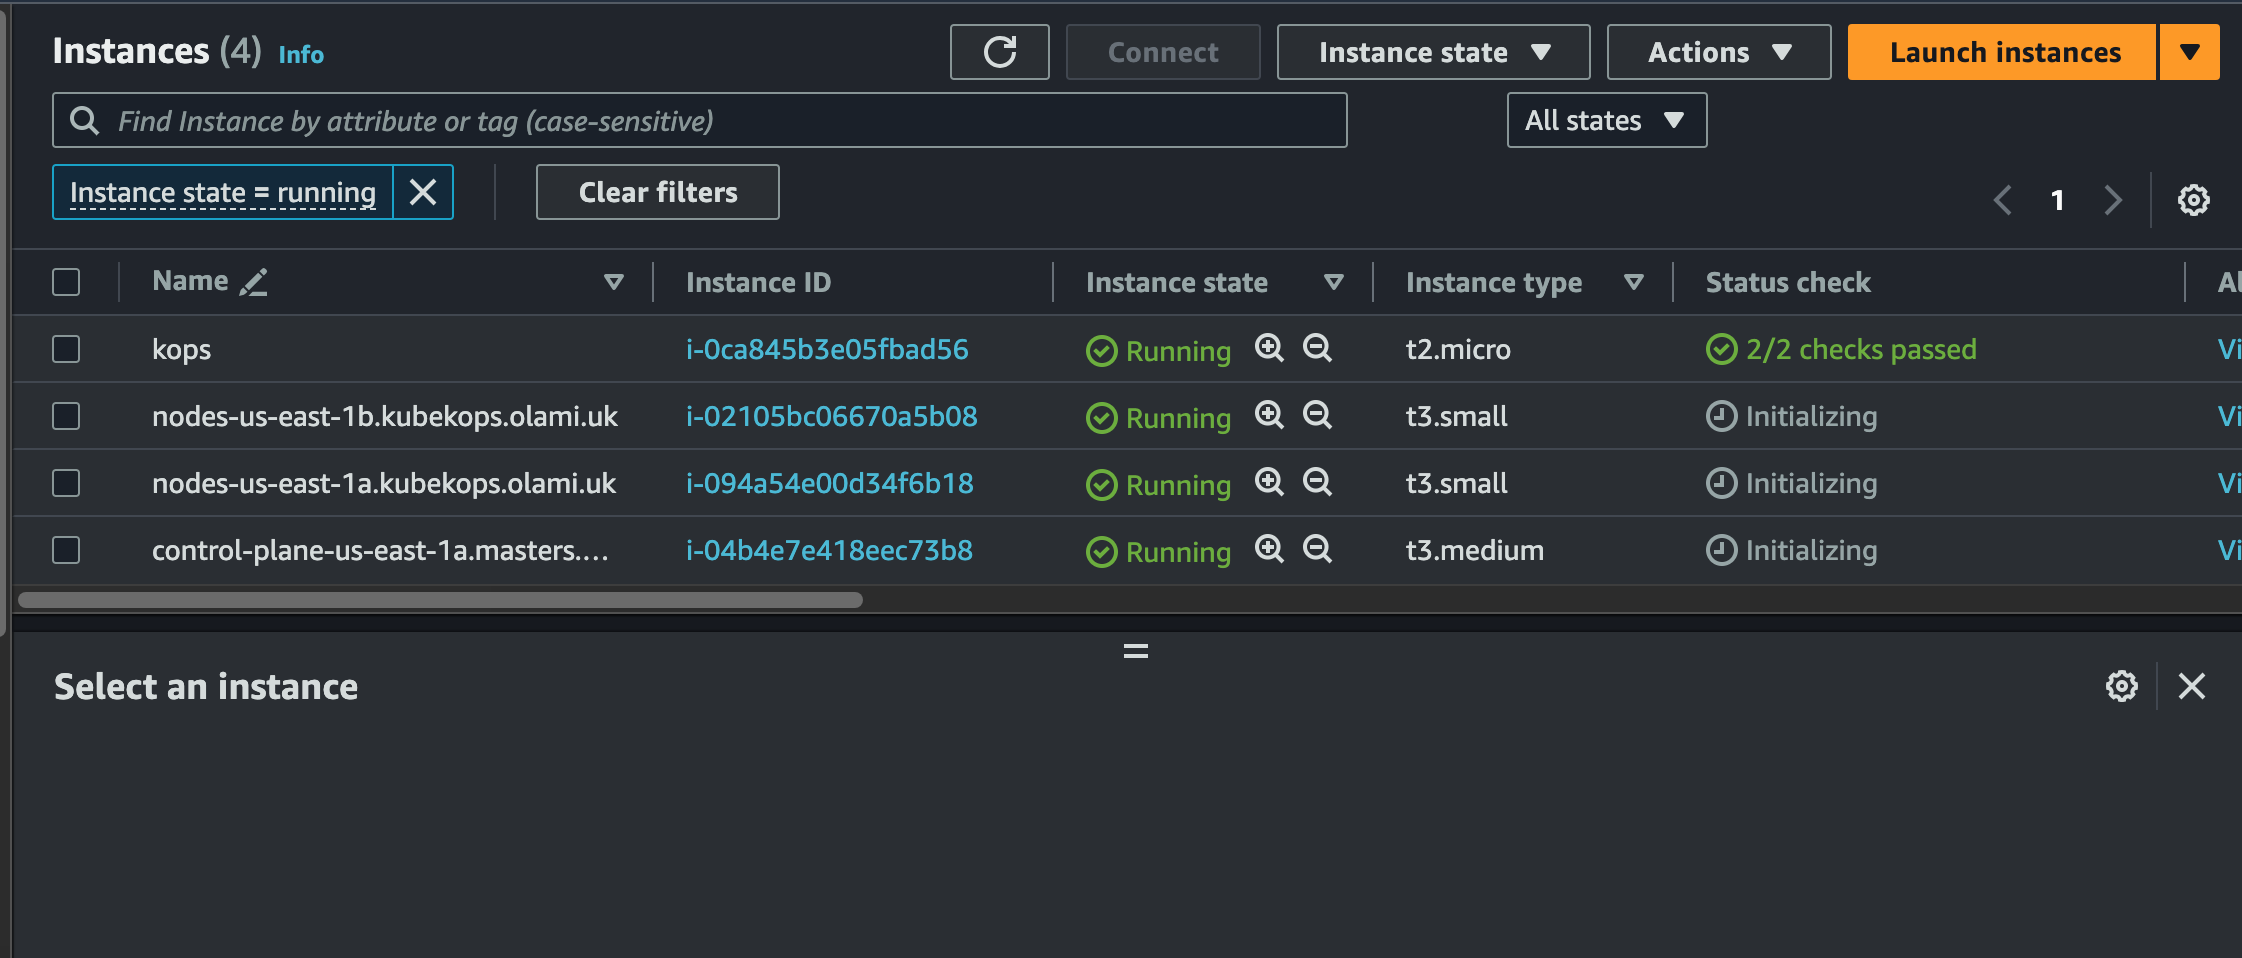 Instances (4) Info
Connect
Instance state
Actions
Launch instances
Find Instance by attribute or tag (case-sensitive)
All states
Instance state = running
Clear filters
1
Name Instance ID Instance state Instance type Status check Al
kops i-0ca845b3e05fbad56 Running t2.micro 2/2 checks passed Vi
nodes-us-east-1b.kubekops.olami.uk i-02105bc06670a5b08 Running t3.small Initializing Vi
nodes-us-east-1a.kubekops.olami.uk i-094a54e00d34f6b18 Running t3.small Initializing Vi
control-plane-us-east-1a.masters.... i-04b4e7e418eec73b8 Running t3.medium Initializing Vi
Select an instance